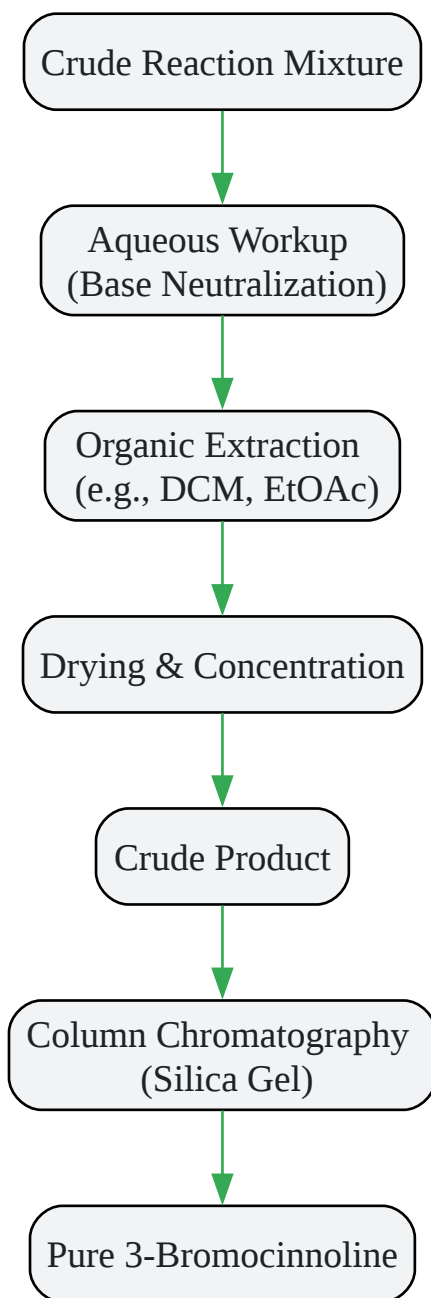 Crude Reaction Mixture
Aqueous Workup
(Base Neutralization)
Organic Extraction
(e.g., DCM, EtOAc)
Drying & Concentration
Crude Product
Column Chromatography
(Silica Gel)
Pure 3-Bromocinnoline